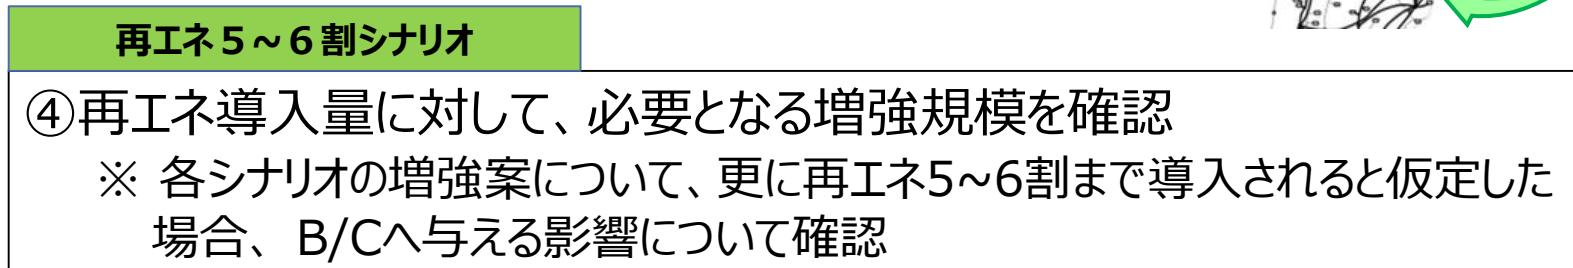 再エネ５～６割シナリオ
④再エネ導入量に対して、必要となる増強規模を確認
※ 各シナリオの増強案について、更に再エネ5~6割まで導入されると仮定した
場合、B/Cへ与える影響について確認